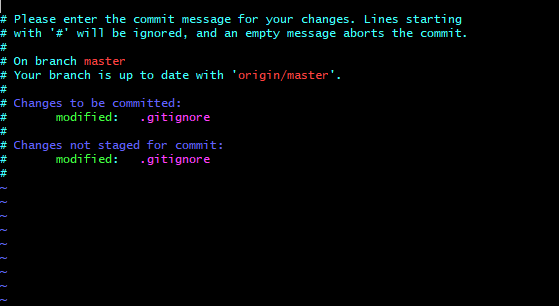 # Please enter the commit message for your changes. Lines starting
# with '#' will be ignored, and an empty message aborts the commit.
#
# On branch master
# Your branch is up to date with 'origin/master'.
#
# Changes to be committed:
#       modified:   .gitignore
#
# Changes not staged for commit:
#       modified:   .gitignore
#
~
~
~
~
~
~
~
~
~